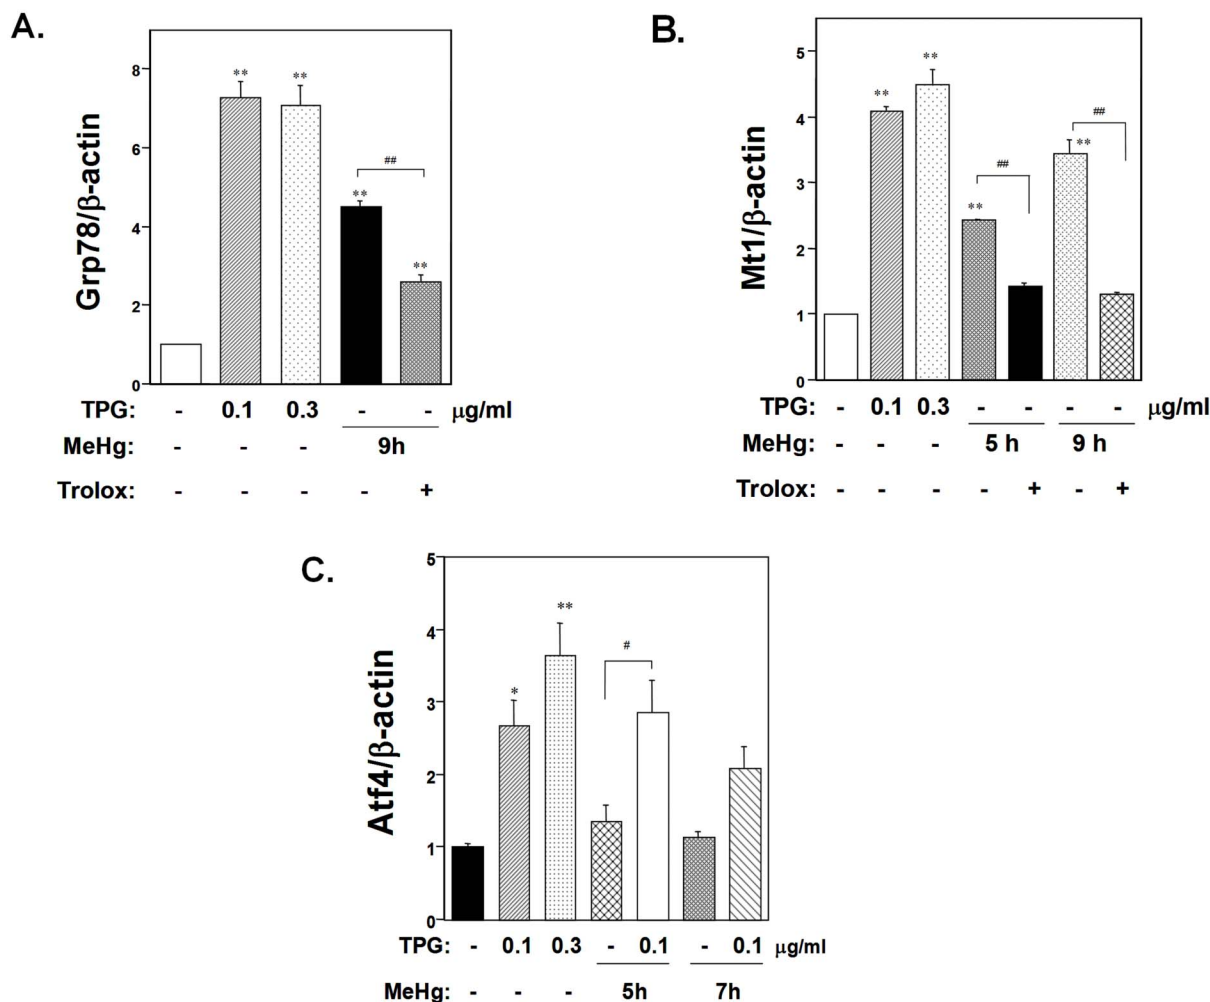 A.
Grp78/β-actin
8
**
**
6
##
**
4
**
2
0
TPG: - 0.1 0.3 - - μg/ml
MeHg: - - - 9h
Trolox: - - - - +
B.
Mt1/β-actin
5
**
**
4
##
**
3
##
**
2
1
0
TPG: - 0.1 0.3 - - - - μg/ml
MeHg: - - - 5 h 9 h
Trolox: - - - - + - +
C.
Atf4/β-actin
5
**
4
#
*
3
2
1
0
TPG: - 0.1 0.3 - 0.1 - 0.1 μg/ml
MeHg: - - - 5h 7h